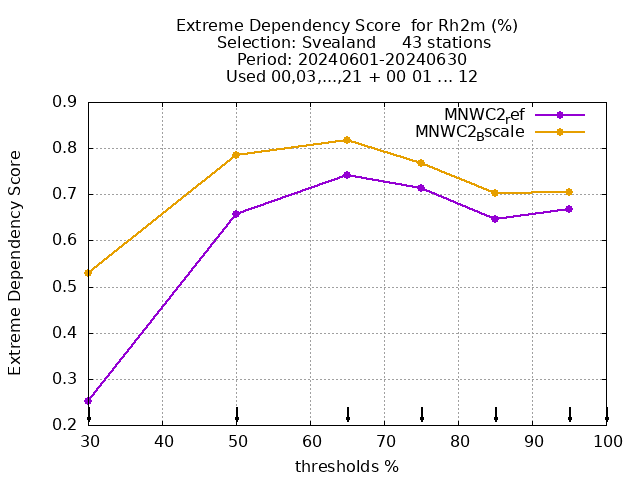 Extreme Dependency Score  for Rh2m (%)
Selection: Svealand     43 stations
Period: 20240601-20240630
Used 00,03,...,21 + 00 01 ... 12
Extreme Dependency Score
0.9
0.8
0.7
0.6
0.5
0.4
0.3
0.2
MNWC2ref
MNWC2Bscale
30 40 50 60 70 80 90 100
thresholds %